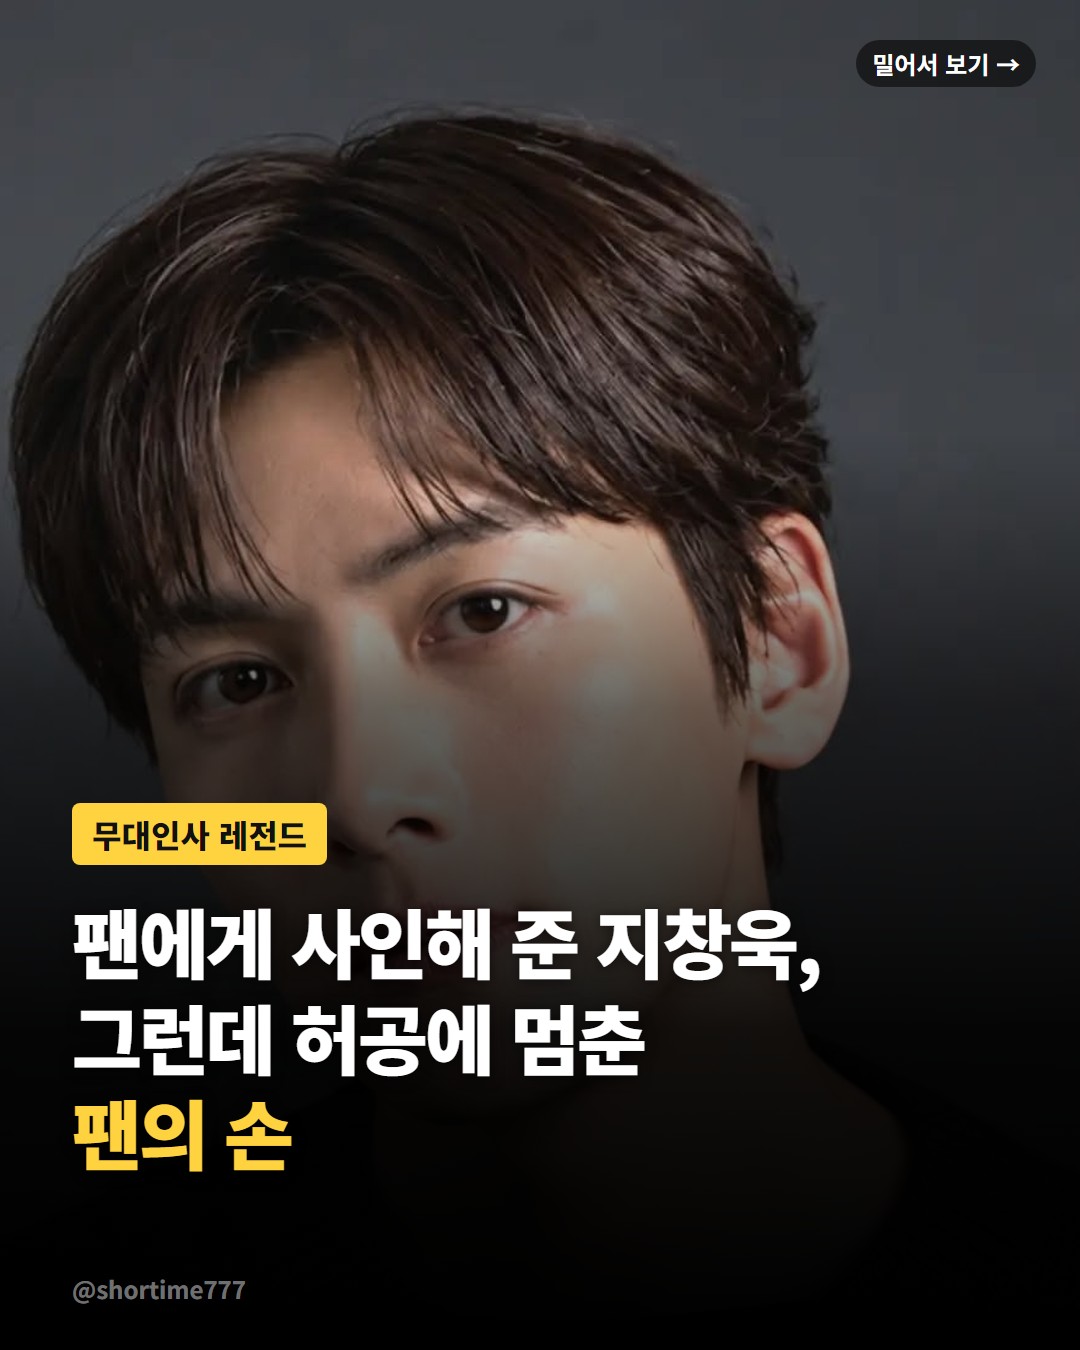 밀어서 보기 →
무대인사 레전드
팬에게 사인해 준 지창욱,
그런데 허공에 멈춘
팬의 손
@shortime777